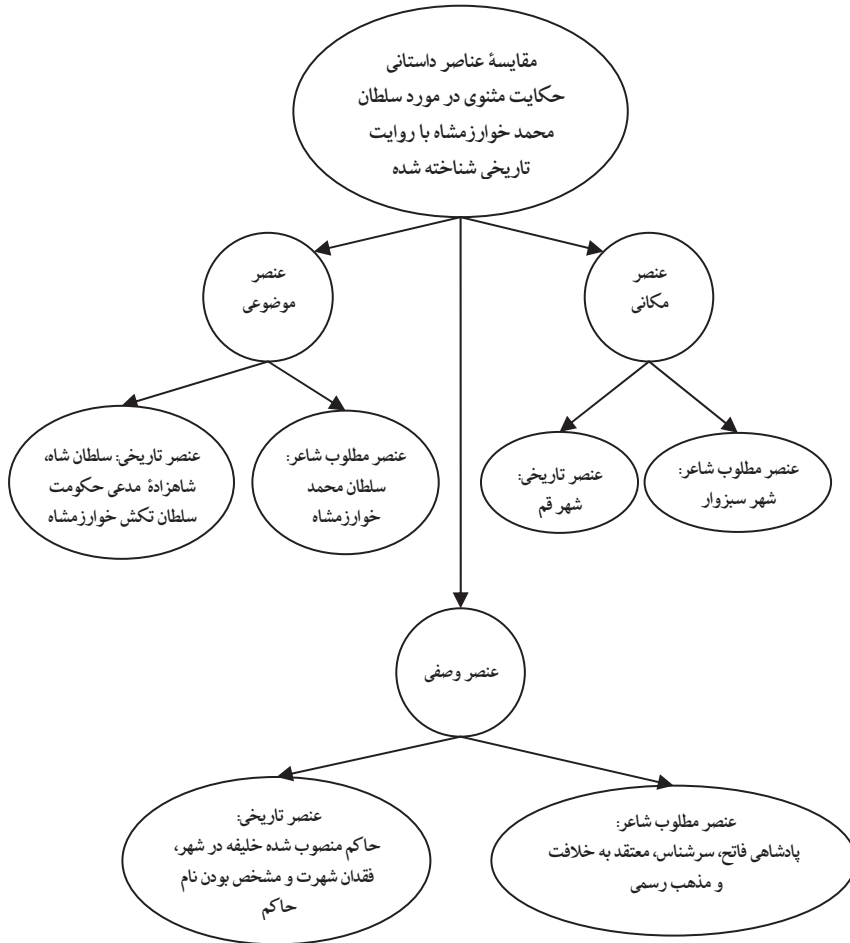 مقایسۀ عناصر داستانی
حکایت مثنوی در مورد سلطان
محمد خوارزمشاه با روایت
تاریخی شناخته شده
عنصر
مکانی
عنصر
موضوعی
عنصر مطلوب شاعر:
شهر سبزوار
عنصر تاریخی:
شهر قم
عنصر مطلوب شاعر:
سلطان محمد
خوارزمشاه
عنصر تاریخی: سلطان شاه،
شاهزادۀ مدعی حکومت
سلطان تکش خوارزمشاه
عنصر وصفی
عنصر مطلوب شاعر:
پادشاهی فاتح، سرشناس، معتقد به خلافت
و مذهب رسمی
عنصر تاریخی:
حاکم منصوب شده خلیفه در شهر،
فقدان شهرت و مشخص بودن نام
حاکم